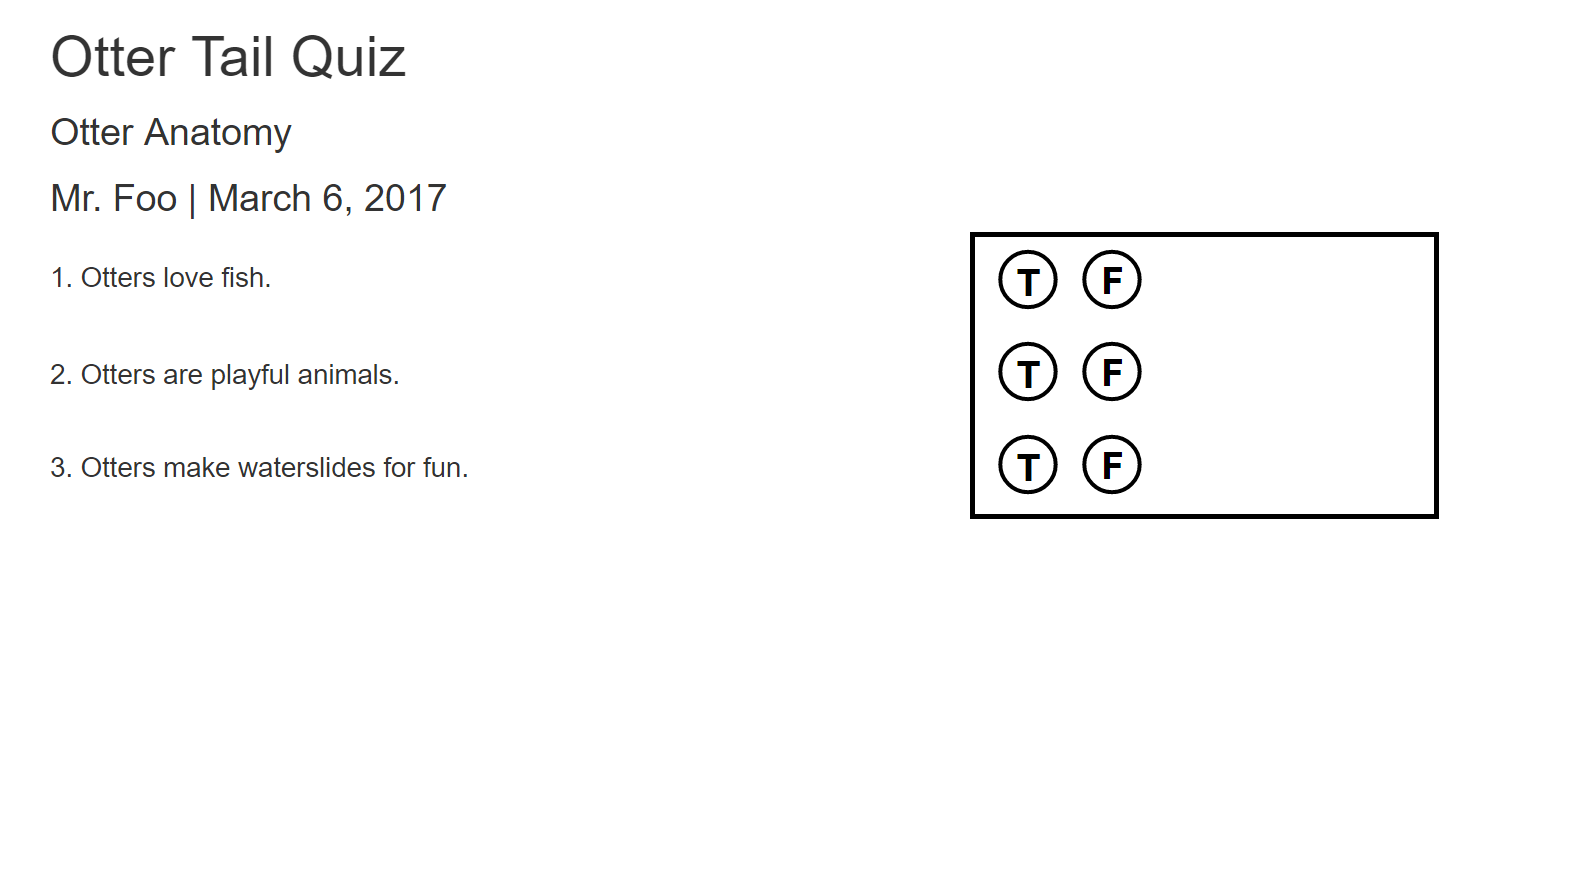 Otter Tail Quiz
Otter Anatomy
Mr. Foo | March 6, 2017
1. Otters love fish.
T F
2. Otters are playful animals.
T F
3. Otters make waterslides for fun.
T F